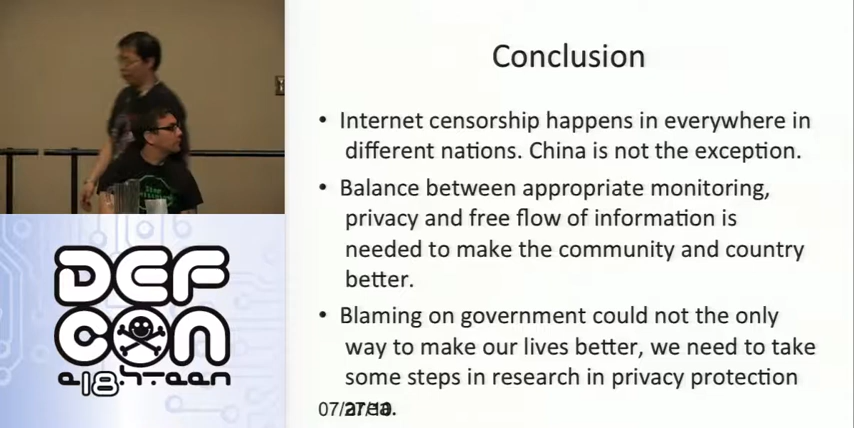 Conclusion
• Internet censorship happens in everywhere in
different nations. China is not the exception.
• Balance between appropriate monitoring,
privacy and free flow of information is
needed to make the community and country
better.
• Blaming on government could not the only
way to make our lives better, we need to take
some steps in research in privacy protection
area.
DEF
CON
e18hteen